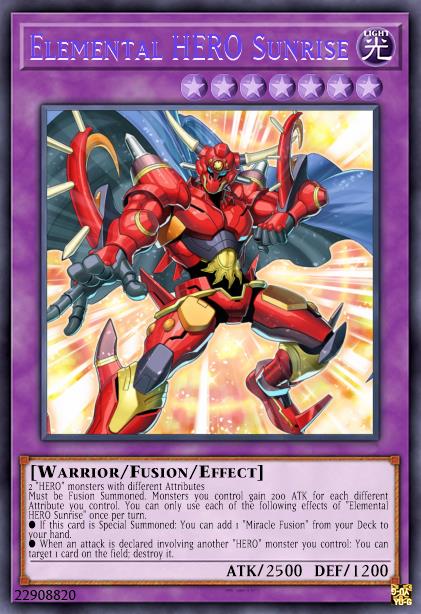 Elemental HERO Sunrise
LIGHT
光
[Warrior/Fusion/Effect]
2 "HERO" monsters with different Attributes
Must be Fusion Summoned. Monsters you control gain 200 ATK for each different
Attribute you control. You can only use each of the following effects of "Elemental
HERO Sunrise" once per turn.
● If this card is Special Summoned: You can add 1 "Miracle Fusion" from your Deck to
your hand.
● When an attack is declared involving another "HERO" monster you control: You can
target 1 card on the field; destroy it.
ATK/2500 DEF/1200
22908820